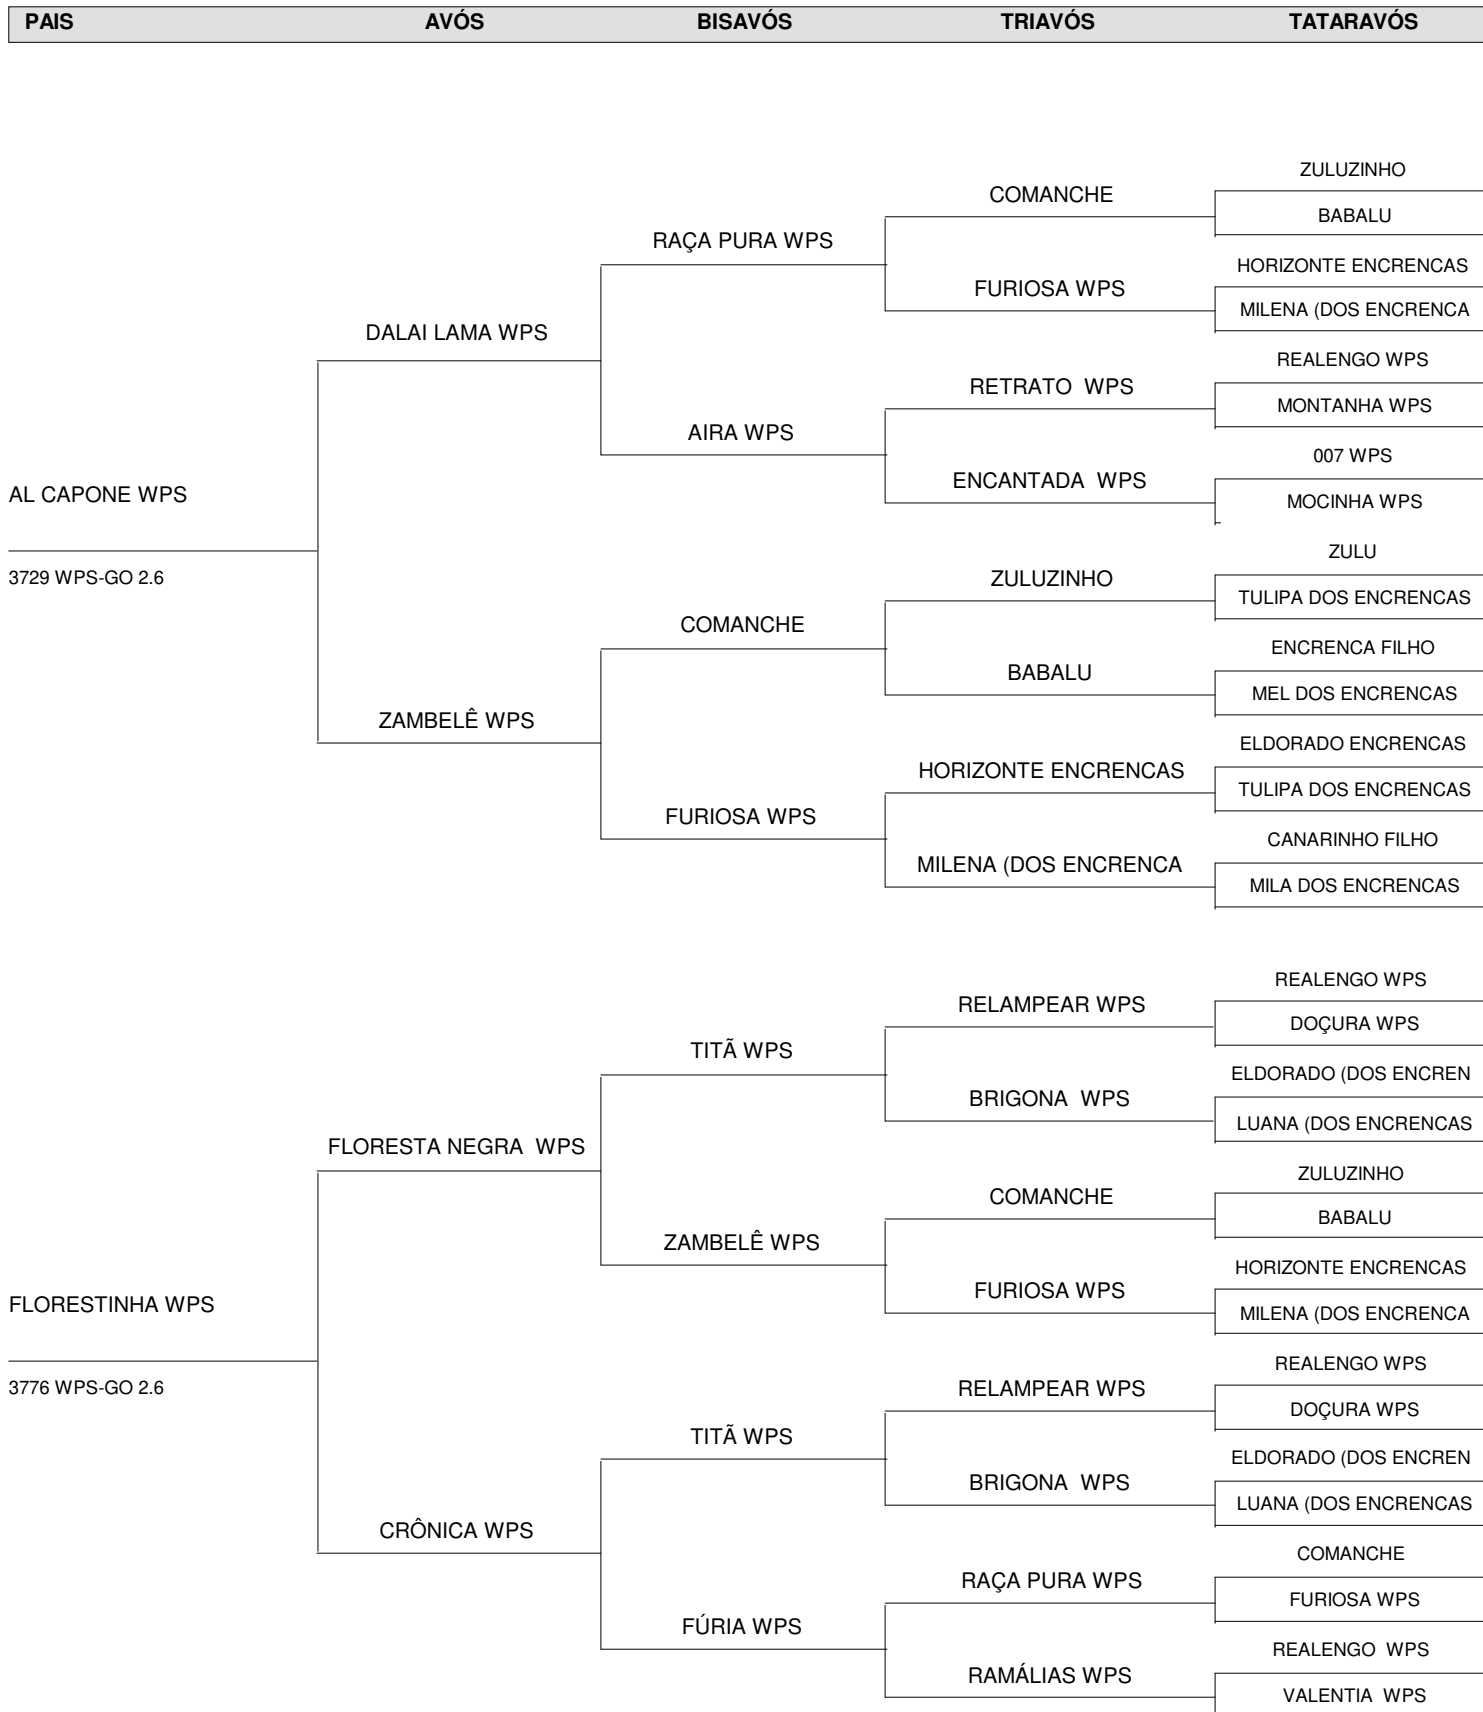 PAIS AVÓS BISAVÓS TRIAVÓS TATARAVÓS
ZULUZINHO
COMANCHE
BABALU
RAÇA PURA WPS
HORIZONTE ENCRENCAS
FURIOSA WPS
MILENA (DOS ENCRENCA
DALAI LAMA WPS
REALENGO WPS
RETRATO WPS
MONTANHA WPS
AIRA WPS
007 WPS
ENCANTADA WPS
AL CAPONE WPS
MOCINHA WPS
ZULU
3729 WPS-GO 2.6
ZULUZINHO
TULIPA DOS ENCRENCAS
COMANCHE
ENCRENCA FILHO
BABALU
MEL DOS ENCRENCAS
ZAMBELÊ WPS
ELDORADO ENCRENCAS
HORIZONTE ENCRENCAS
TULIPA DOS ENCRENCAS
FURIOSA WPS
CANARINHO FILHO
MILENA (DOS ENCRENCA
MILA DOS ENCRENCAS
REALENGO WPS
RELAMPEAR WPS
DOÇURA WPS
TITÃ WPS
ELDORADO (DOS ENCREN
BRIGONA WPS
LUANA (DOS ENCRENCAS
FLORESTA NEGRA WPS
ZULUZINHO
COMANCHE
BABALU
ZAMBELÊ WPS
HORIZONTE ENCRENCAS
FURIOSA WPS
FLORESTINHA WPS
MILENA (DOS ENCRENCA
REALENGO WPS
3776 WPS-GO 2.6
RELAMPEAR WPS
DOÇURA WPS
TITÃ WPS
ELDORADO (DOS ENCREN
BRIGONA WPS
LUANA (DOS ENCRENCAS
CRÔNICA WPS
COMANCHE
RAÇA PURA WPS
FURIOSA WPS
FÚRIA WPS
REALENGO WPS
RAMÁLIAS WPS
VALENTIA WPS